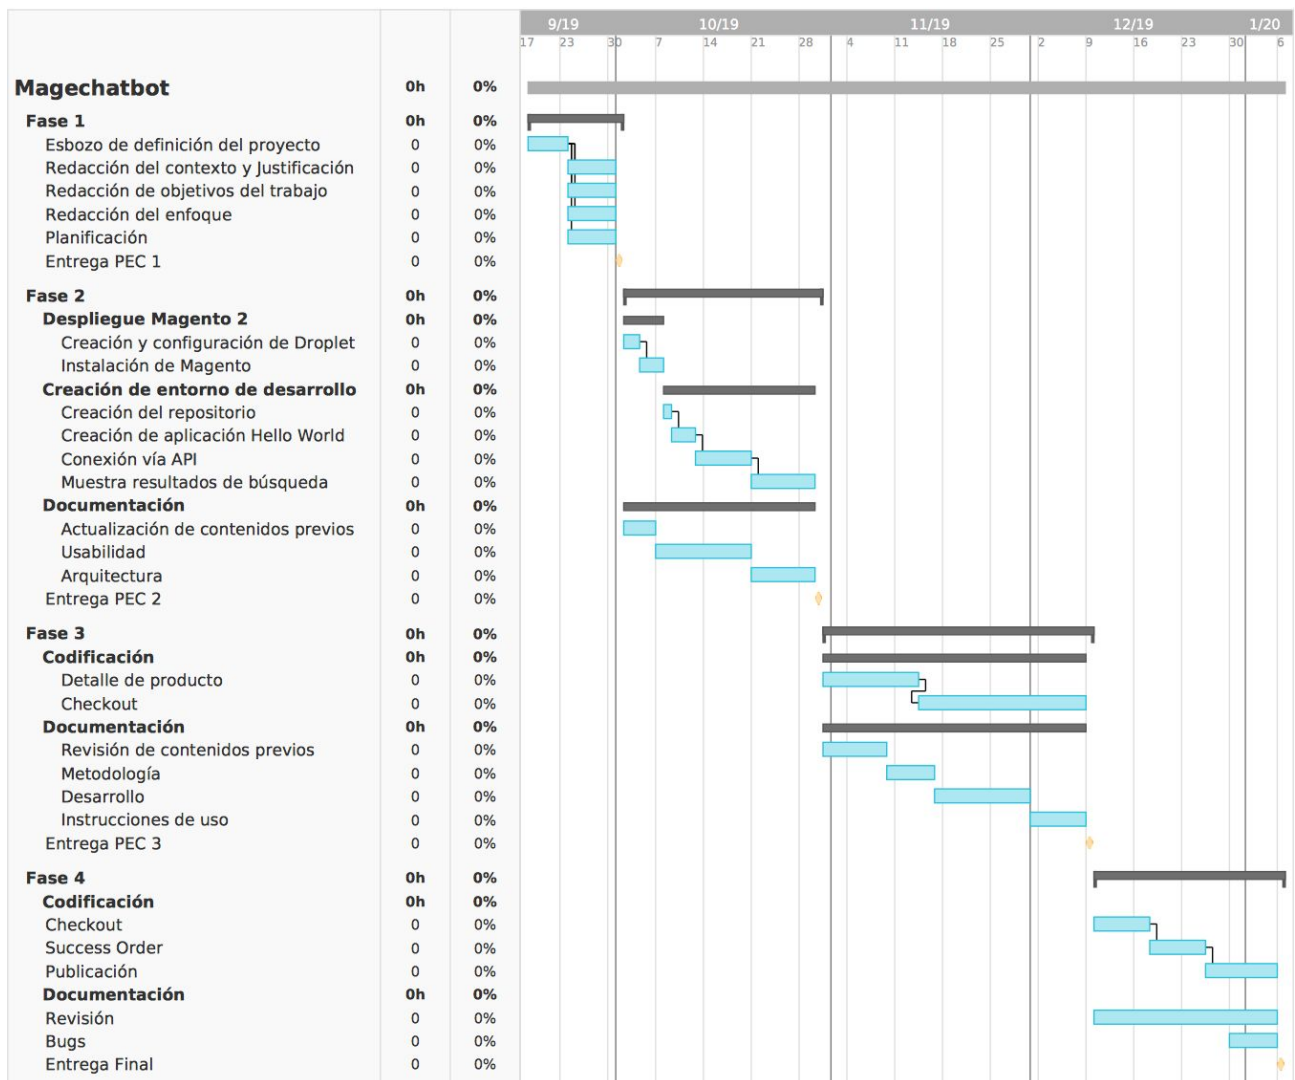 9/19 10/19 11/19 12/19 1/20
17 23 30 7 14 21 28 4 11 18 25 2 9 16 23 30 6
Magechatbot 0h 0%
Fase 1 0h 0%
Esbozo de definición del proyecto 0 0%
Redacción del contexto y Justificación 0 0%
Redacción de objetivos del trabajo 0 0%
Redacción del enfoque 0 0%
Planificación 0 0%
Entrega PEC 1 0 0%
Fase 2 0h 0%
Despliegue Magento 2 0h 0%
Creación y configuración de Droplet 0 0%
Instalación de Magento 0 0%
Creación de entorno de desarrollo 0h 0%
Creación del repositorio 0 0%
Creación de aplicación Hello World 0 0%
Conexión vía API 0 0%
Muestra resultados de búsqueda 0 0%
Documentación 0h 0%
Actualización de contenidos previos 0 0%
Usabilidad 0 0%
Arquitectura 0 0%
Entrega PEC 2 0 0%
Fase 3 0h 0%
Codificación 0h 0%
Detalle de producto 0 0%
Checkout 0 0%
Documentación 0h 0%
Revisión de contenidos previos 0 0%
Metodología 0 0%
Desarrollo 0 0%
Instrucciones de uso 0 0%
Entrega PEC 3 0 0%
Fase 4 0h 0%
Codificación 0h 0%
Checkout 0 0%
Success Order 0 0%
Publicación 0 0%
Documentación 0h 0%
Revisión 0 0%
Bugs 0 0%
Entrega Final 0 0%